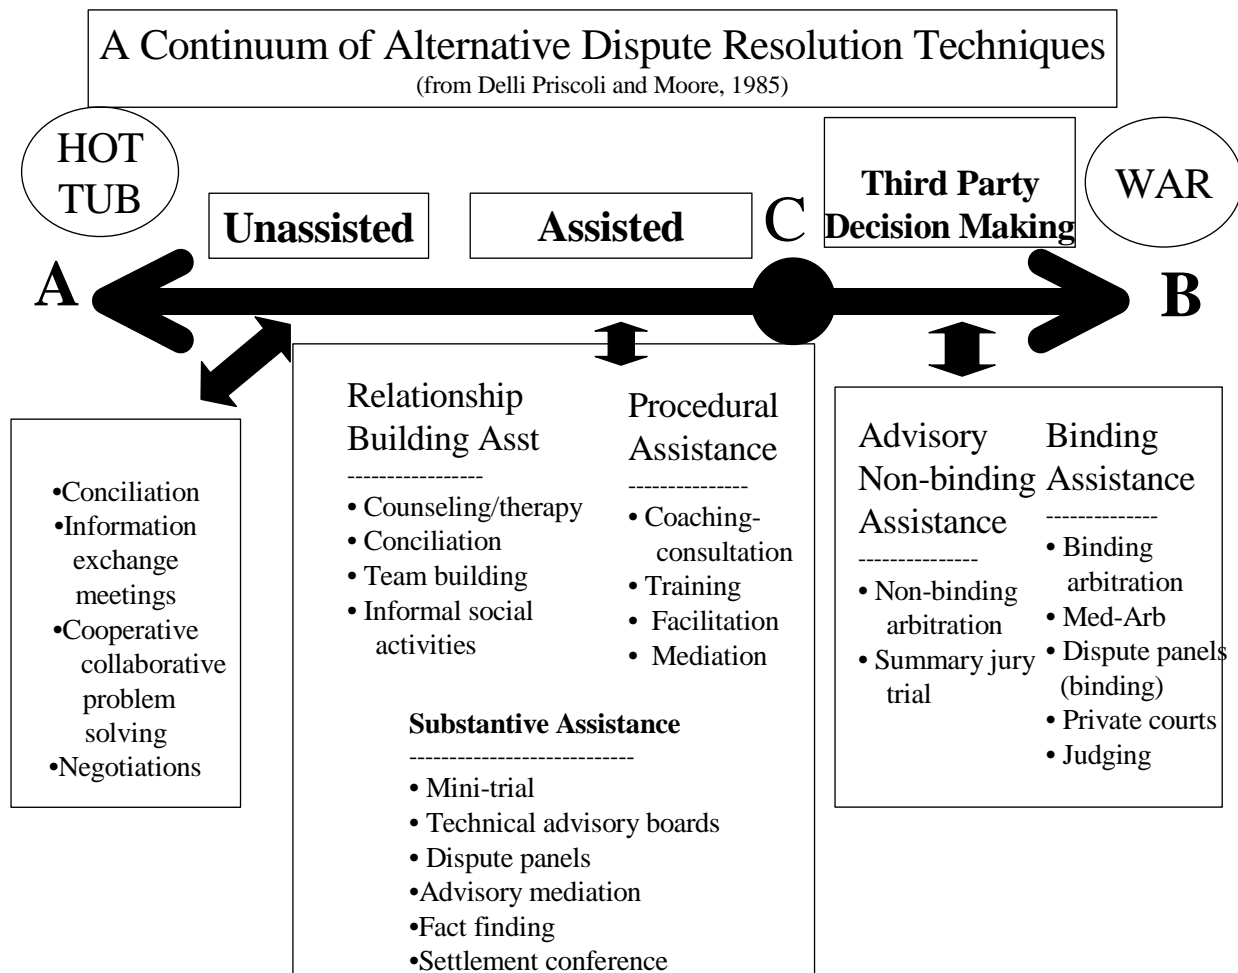 A Continuum of Alternative Dispute Resolution Techniques
(from Delli Priscoli and Moore, 1985)
HOT
TUB
Unassisted
Assisted
C
Third Party
Decision Making
WAR
A
B
•Conciliation
•Information
exchange
meetings
•Cooperative
collaborative
problem
solving
•Negotiations
Relationship
Building Asst
-----------------
• Counseling/therapy
• Conciliation
• Team building
• Informal social
activities
Procedural
Assistance
---------------
• Coaching-
consultation
• Training
• Facilitation
• Mediation
Substantive Assistance
----------------------------
• Mini-trial
• Technical advisory boards
• Dispute panels
•Advisory mediation
•Fact finding
•Settlement conference
Advisory
Non-binding
Assistance
---------------
• Non-binding
arbitration
• Summary jury
trial
Binding
Assistance
--------------
• Binding
arbitration
• Med-Arb
• Dispute panels
(binding)
• Private courts
• Judging